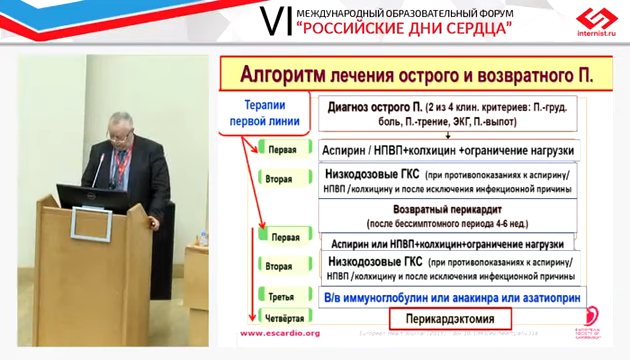 VI МЕЖДУНАРОДНЫЙ ОБРАЗОВАТЕЛЬНЫЙ ФОРУМ
"РОССИЙСКИЕ ДНИ СЕРДЦА"
internist.ru
Алгоритм лечения острого и возвратного П.
Терапии
первой линии
Диагноз острого П. (2 из 4 клин. критериев: П.-груд.
боль, П.-трение, ЭКГ, П.-выпот)
Первая
Аспирин / НПВП+колхицин +ограничение нагрузки
Вторая
Низкодозовые ГКС (при противопоказаниях к аспирину/
НПВП /колхицину и после исключения инфекционной причины
Возвратный перикардит
(после бессимптомного периода 4-6 нед.)
Первая
Аспирин или НПВП+колхицин+ограничение нагрузки
Вторая
Низкодозовые ГКС (при противопоказаниях к аспирину/
НПВП /колхицину и после исключения инфекционной причины
Третья
В/в иммуноглобулин или анакинра или азатиоприн
Четвёртая
Перикардэктомия
www.escardio.org